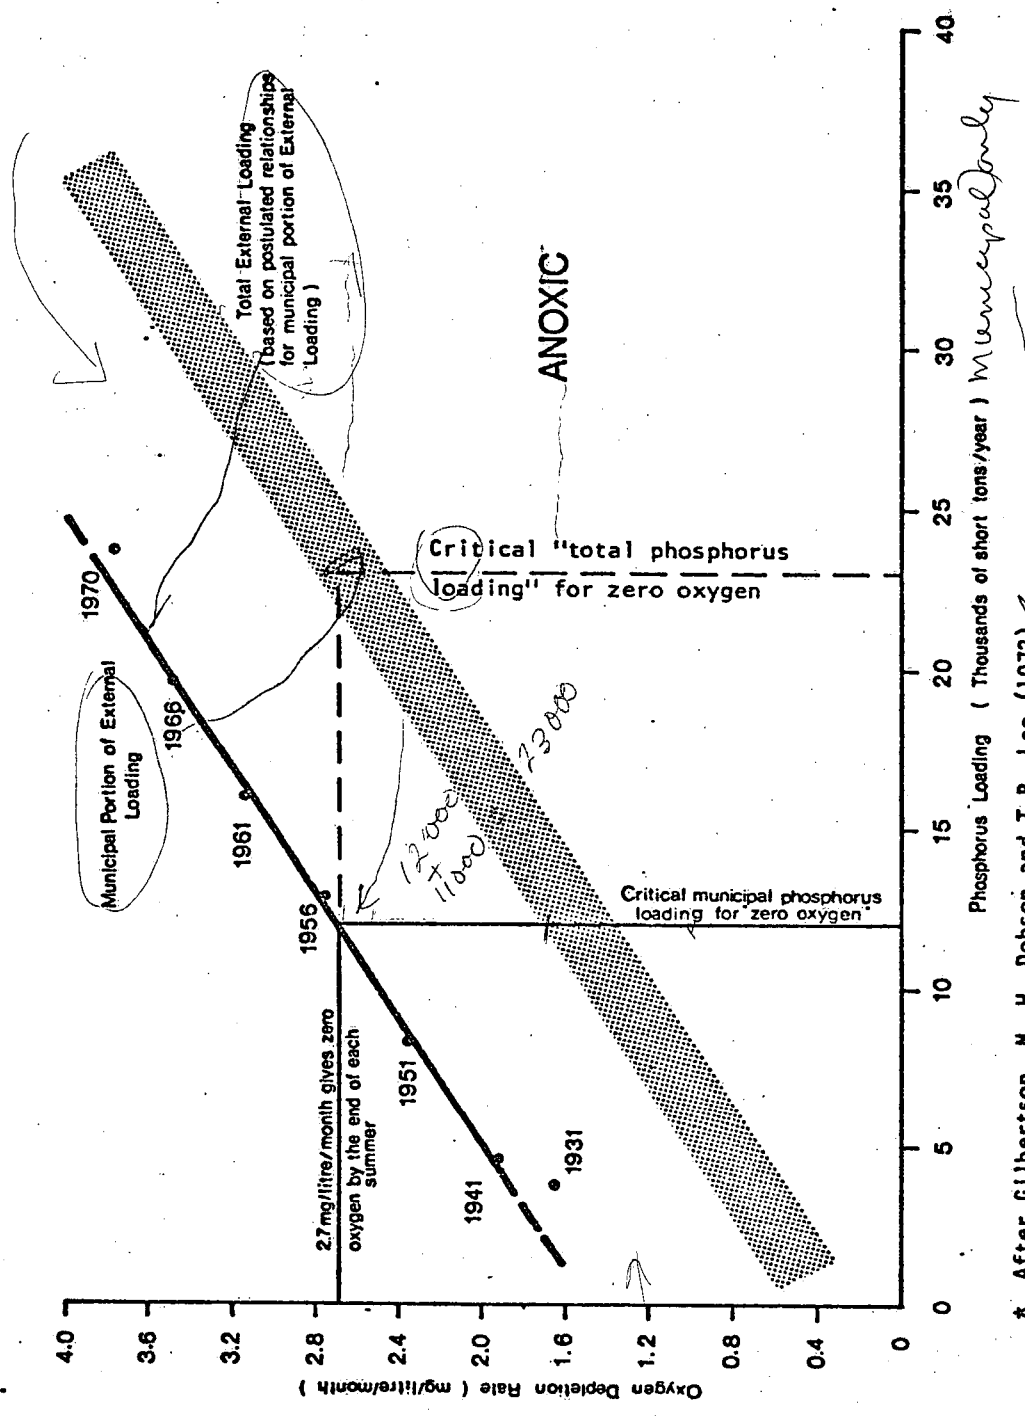 4.0
3.6
3.2
2.8
2.4
2.0
1.6
1.2
0.8
0.4
0
Oxygen Depletion Rate ( mg/litre/month )
Municipal Portion of External
Loading
1970
1966
1961
1956
1951
1941
1931
Total External Loading
(based on postulated relationships
for municipal portion of External
Loading )
2.7mg/litre/month gives zero
oxygen by the end of each
summer
ANOXIC
Critical "total phosphorus
loading" for zero oxygen
12000
+
11000
23000
Critical municipal phosphorus
loading for "zero oxygen"
0
5
10
15
20
25
30
35
40
Phosphorus Loading ( Thousands of short tons/year ) Municipal only
* After Gilbertson, M. H. Dobson and T.R. Lee (1972)